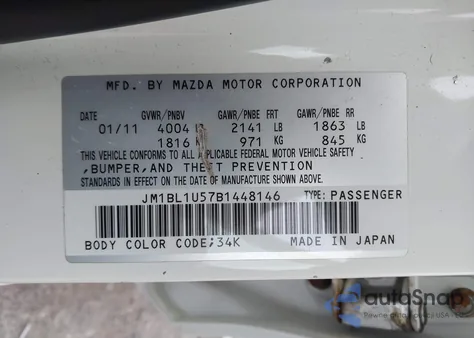 MFD. BY MAZDA MOTOR CORPORATION
DATE GVWR/PNBV GAWR/PNBE FRT GAWR/PNBE RR
01/11 4004 2141 LB 1863 LB
1816 971 KG 845 KG
THIS VEHICLE CONFORMS TO ALL APPLICABLE FEDERAL MOTOR VEHICLE SAFETY
,BUMPER,AND THEFT PREVENTION
STANDARDS IN EFFECT ON THE DATE OF MANUFACTURE SHOWN ABOVE.
JM1BL1U57B1448146 TYPE: PASSENGER
BODY COLOR CODE;34K MADE IN JAPAN
autoSnap